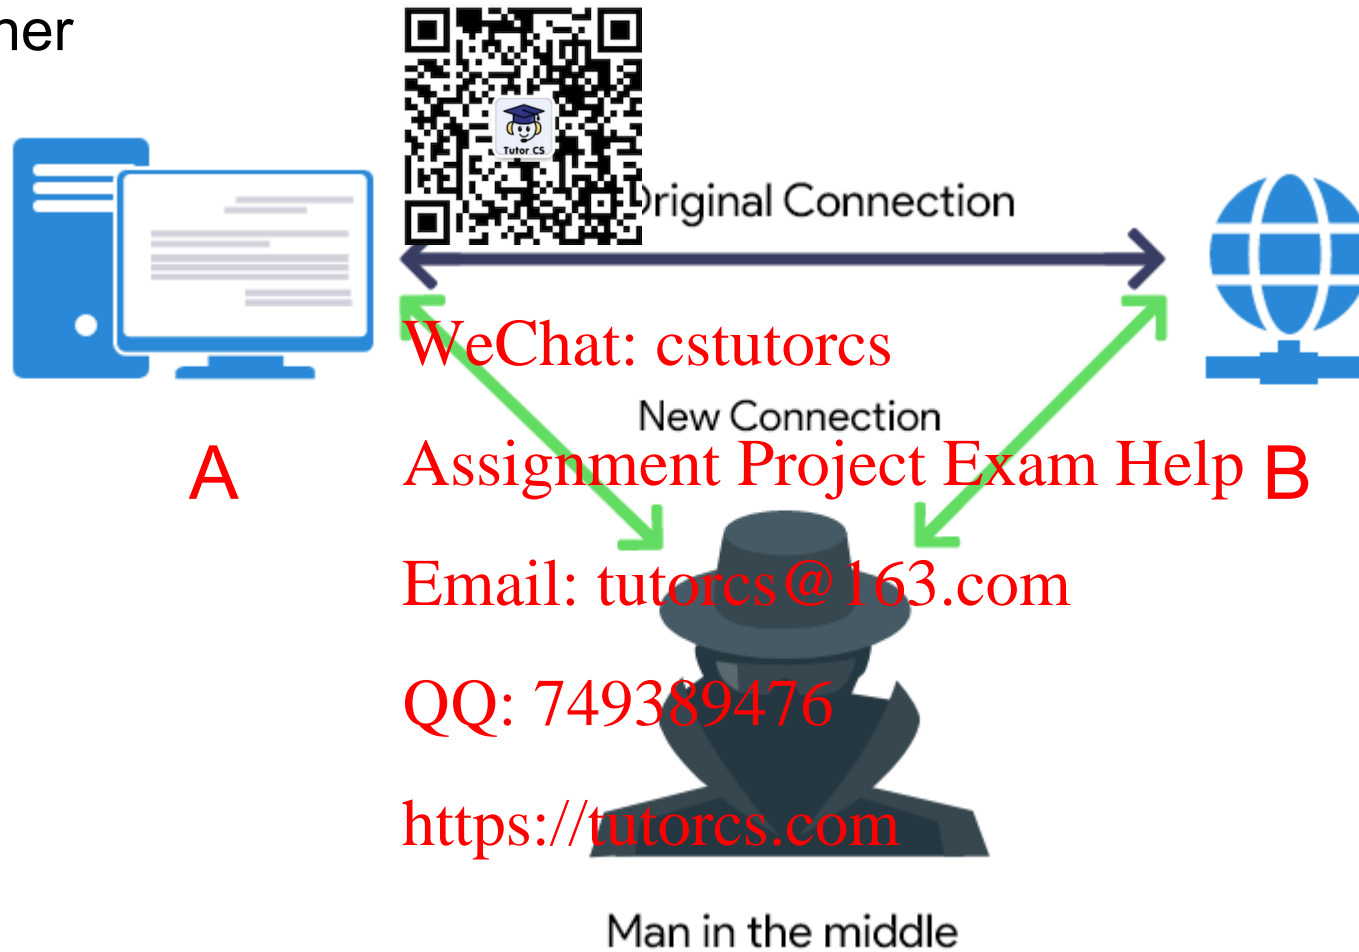 ner
Tutor CS
Original Connection
WeChat: cstutorcs
New Connection
A
Assignment Project Exam Help
B
Email: tutorcs@163.com
QQ: 749389476
https://tutorcs.com
Man in the middle